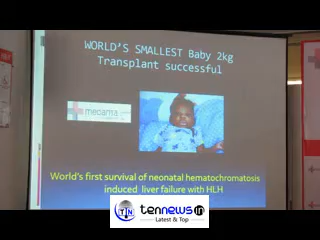 WORLD'S SMALLEST Baby 2kg
Transplant successful
medanta
World's first survival of neonatal hematochromatosis
induced liver failure with HLH
TN
tennews.in
Latest & Top